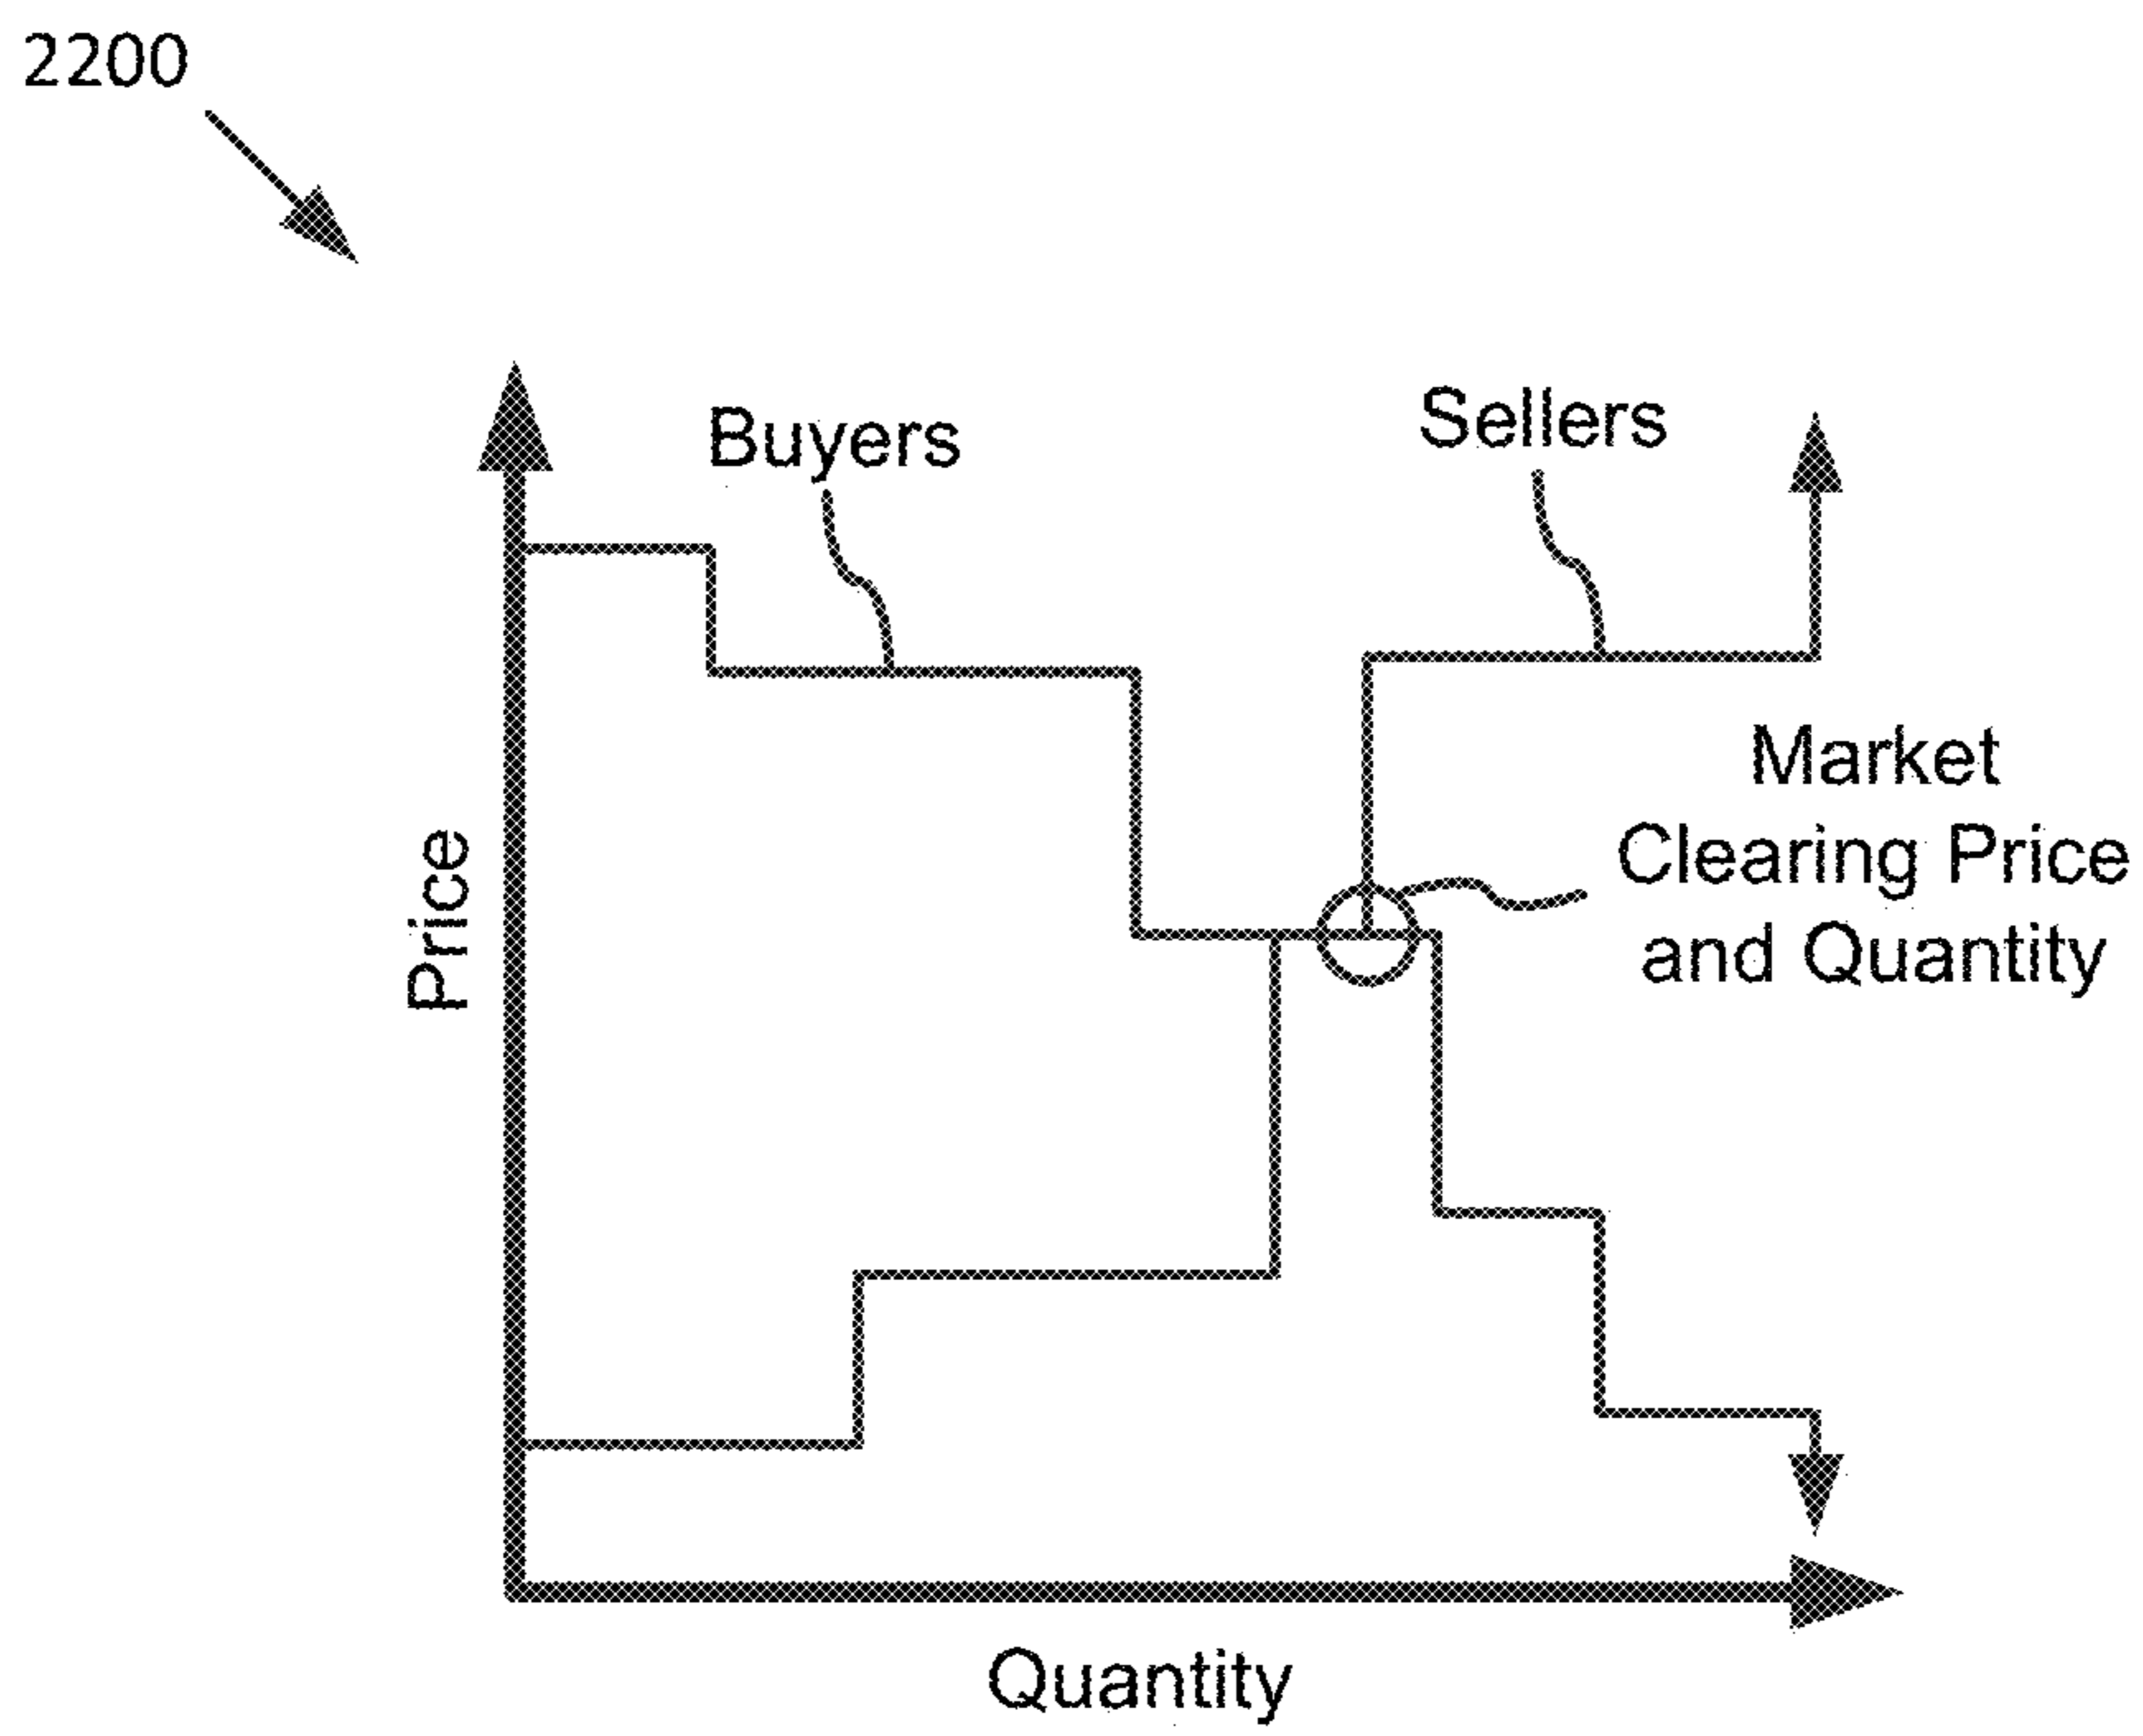 2200
Buyers
Sellers
Market
Clearing Price
and Quantity
Price
Quantity